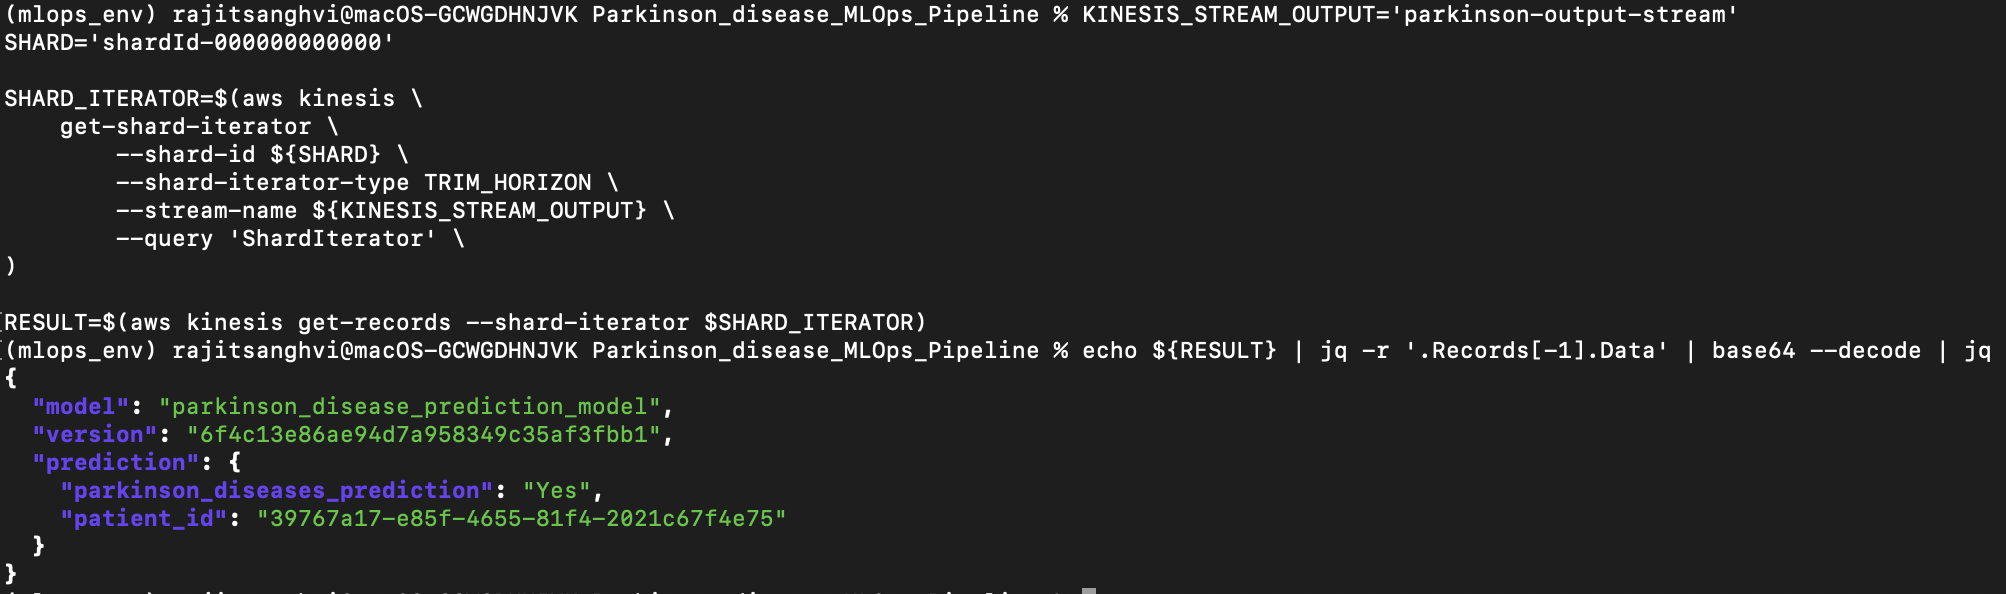 (mlops_env) rajitsanghvi@macOS-GCWGDHNJVK Parkinson_disease_MLOps_Pipeline % KINESIS_STREAM_OUTPUT='parkinson-output-stream'
SHARD='shardId-000000000000'
SHARD_ITERATOR=$(aws kinesis \
    get-shard-iterator \
        --shard-id ${SHARD} \
        --shard-iterator-type TRIM_HORIZON \
        --stream-name ${KINESIS_STREAM_OUTPUT} \
        --query 'ShardIterator' \
)
RESULT=$(aws kinesis get-records --shard-iterator $SHARD_ITERATOR)
(mlops_env) rajitsanghvi@macOS-GCWGDHNJVK Parkinson_disease_MLOps_Pipeline % echo ${RESULT} | jq -r '.Records[-1].Data' | base64 --decode | jq
{
  "model": "parkinson_disease_prediction_model",
  "version": "6f4c13e86ae94d7a958349c35af3fbb1",
  "prediction": {
    "parkinson_diseases_prediction": "Yes",
    "patient_id": "39767a17-e85f-4655-81f4-2021c67f4e75"
  }
}